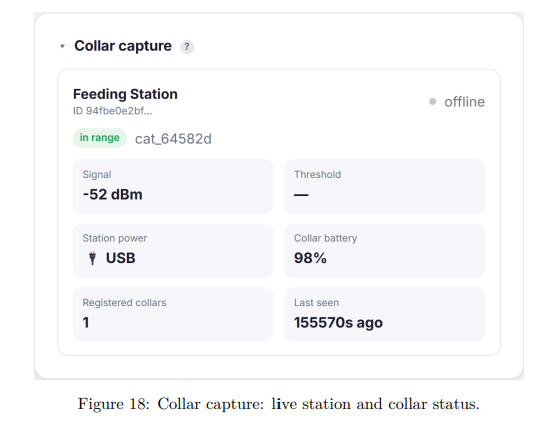 Collar capture ?
Feeding Station
ID 94fbe0e2bf...
offline
in range cat_64582d
Signal
-52 dBm
Threshold
—
Station power
USB
Collar battery
98%
Registered collars
1
Last seen
155570s ago
Figure 18: Collar capture: live station and collar status.